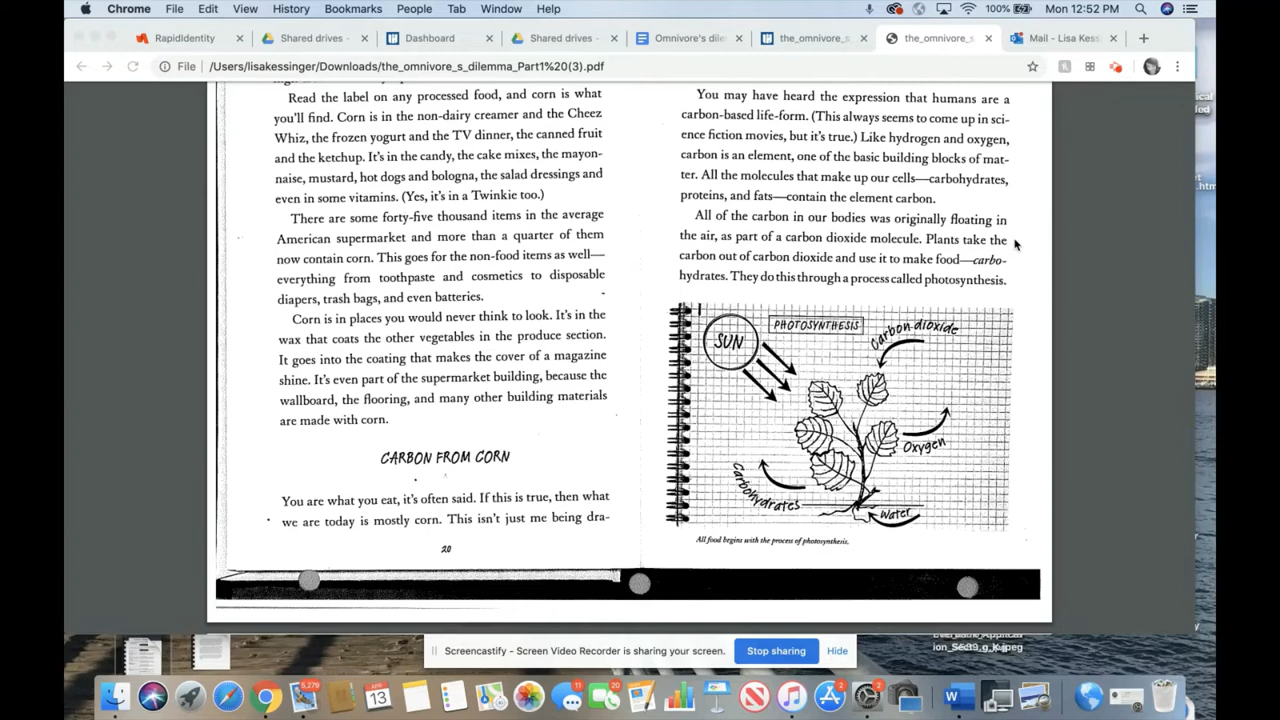 Chrome File Edit View History Bookmarks People Tab Window Help 100% Mon 12:52 PM
RapidIdentity Shared drives - Dashboard Shared drives - Omnivore's dile the_omnivore_s the_omnivore_s Mail - Lisa Kess
File /Users/lisakessinger/Downloads/the_omnivore_s_dilemma_Part1%20(3).pdf
Read the label on any processed food, and corn is what
you'll find. Corn is in the non-dairy creamer and the Cheez
Whiz, the frozen yogurt and the TV dinner, the canned fruit
and the ketchup. It's in the candy, the cake mixes, the mayon-
naise, mustard, hot dogs and bologna, the salad dressings and
even in some vitamins. (Yes, it's in a Twinkie too.)
There are some forty-five thousand items in the average
American supermarket and more than a quarter of them
now contain corn. This goes for the non-food items as well—
everything from toothpaste and cosmetics to disposable
diapers, trash bags, and even batteries.
Corn is in places you would never think to look. It's in the
wax that coats the other vegetables in the produce section.
It goes into the coating that makes the cover of a magazine
shine. It's even part of the supermarket building, because the
wallboard, the flooring, and many other building materials
are made with corn.
CARBON FROM CORN
You are what you eat, it's often said. If this is true, then what
we are today is mostly corn. This isn't just me being dra-
20
You may have heard the expression that humans are a
carbon-based life-form. (This always seems to come up in sci-
ence fiction movies, but it's true.) Like hydrogen and oxygen,
carbon is an element, one of the basic building blocks of mat-
ter. All the molecules that make up our cells—carbohydrates,
proteins, and fats—contain the element carbon.
All of the carbon in our bodies was originally floating in
the air, as part of a carbon dioxide molecule. Plants take the
carbon out of carbon dioxide and use it to make food—carbo-
hydrates. They do this through a process called photosynthesis.
PHOTOSYNTHESIS
SUN
Carbon dioxide
Oxygen
Carbohydrates
Water
All food begins with the process of photosynthesis.
ion_5e39_g_k.jpeg
Screencastify - Screen Video Recorder is sharing your screen. Stop sharing Hide
5,279
APR
13
11
20
2
2